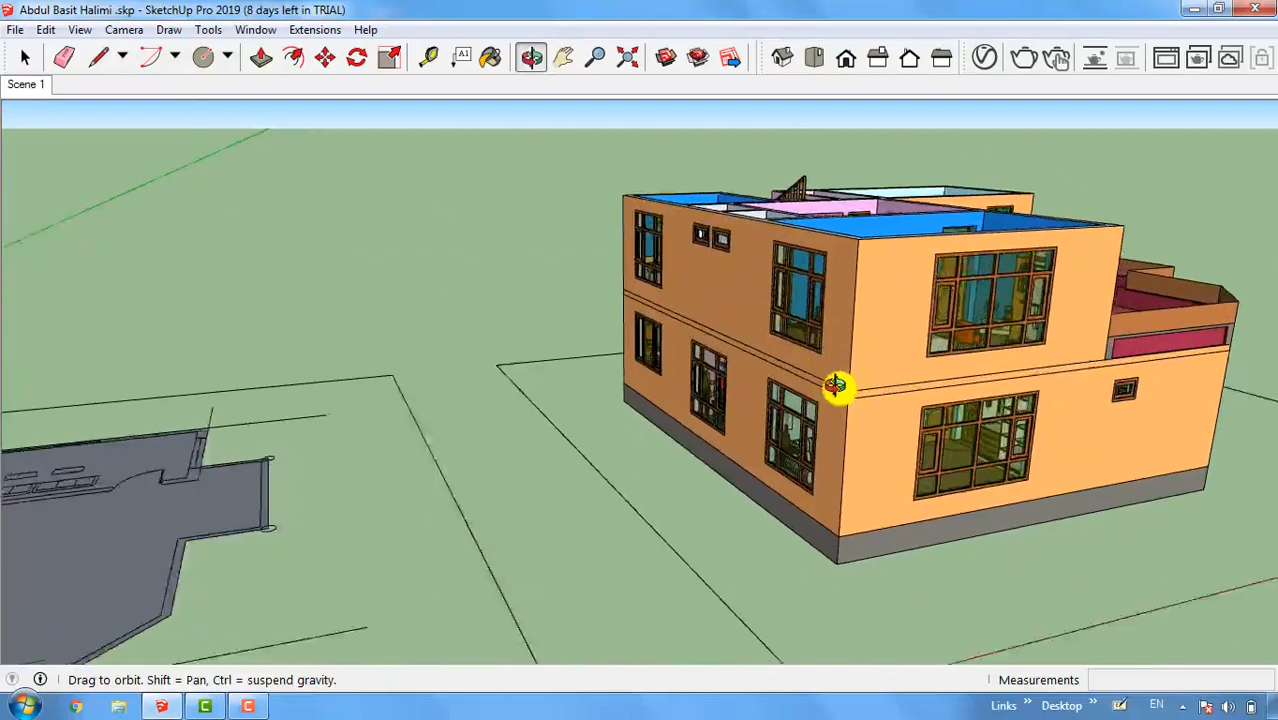 Abdul Basit Halimi .skp - SketchUp Pro 2019 (8 days left in TRIAL)
File Edit View Camera Draw Tools Window Extensions Help
A1
Scene 1
Drag to orbit. Shift = Pan, Ctrl = suspend gravity.
Measurements
Links » Desktop » EN